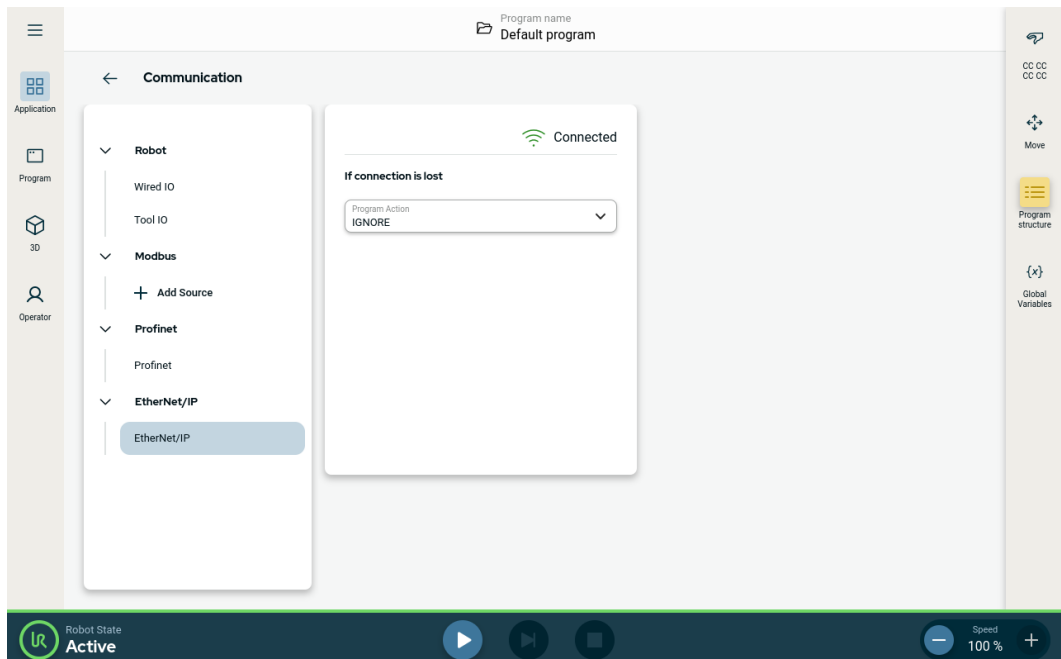 Program name
Default program
Communication
Application
Program
3D
Operator
Robot
Wired IO
Tool IO
Modbus
Add Source
Profinet
Profinet
EtherNet/IP
EtherNet/IP
Connected
If connection is lost
Program Action
IGNORE
CC CC
CC CC
Move
Program
structure
{x}
Global
Variables
UR
Robot State
Active
Speed
100 %